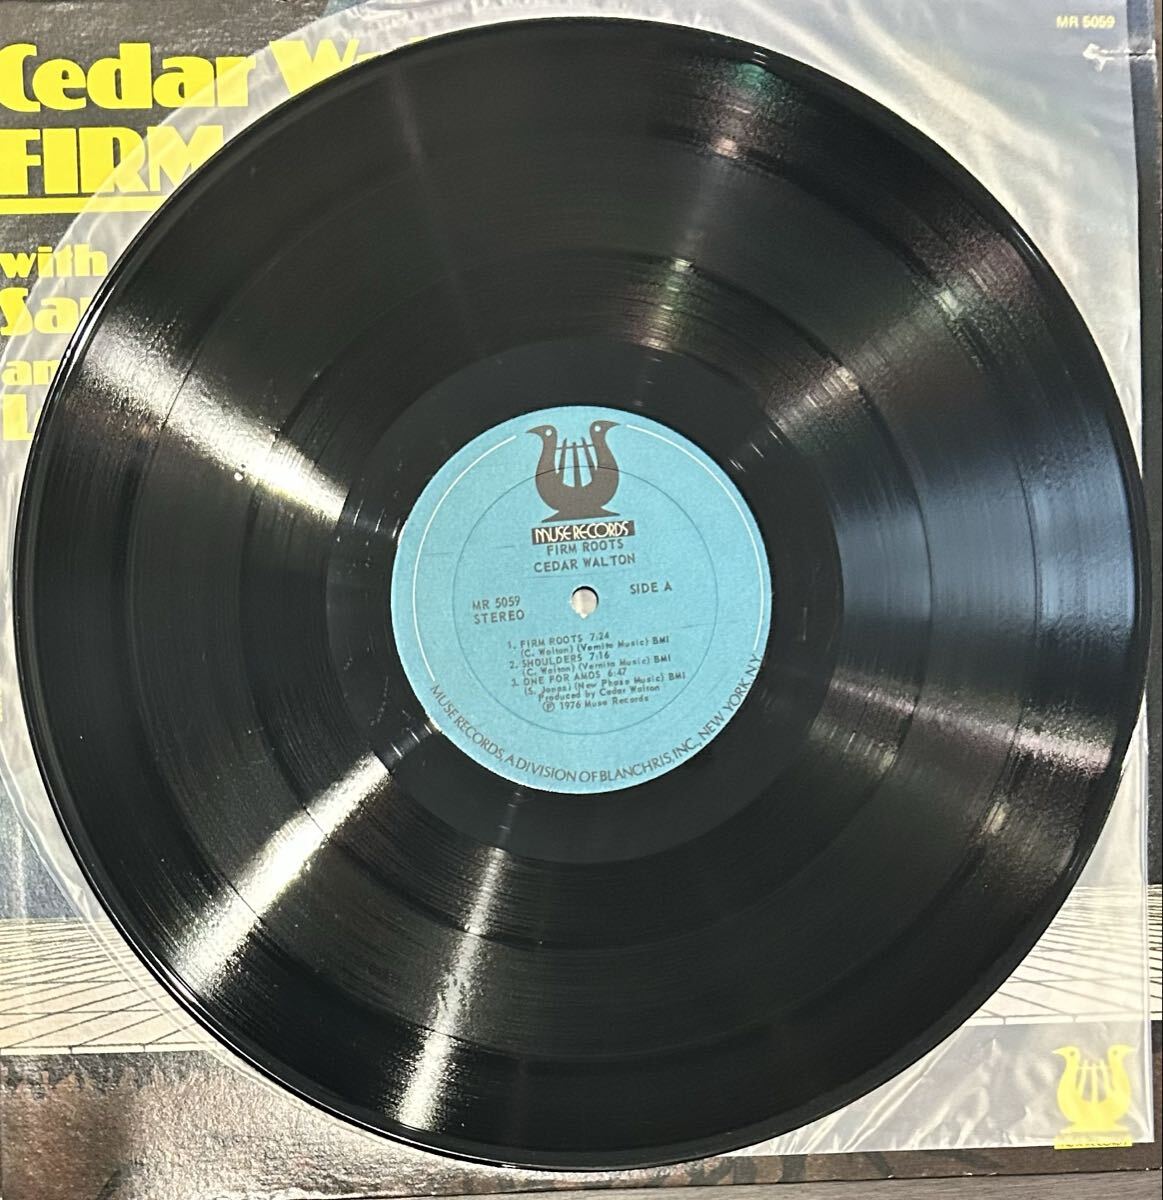 MR 5059
Cedar
FIRM
with
MUSE RECORDS
FIRM ROOTS
CEDAR WALTON
MR 5059
STEREO
SIDE A
1. FIRM ROOTS 7:24
(C. Walton) (Vernita Music) BMI
2. SHOULDERS 7:16
(C. Walton) (Vernita Music) BMI
3. ONE FOR AMOS 6:47
(S. Jones) (New Phase Music) BMI
Produced by Cedar Walton
℗ 1976 Muse Records
MUSE RECORDS, A DIVISION OF BLANCHRIS, INC., NEW YORK N.Y.